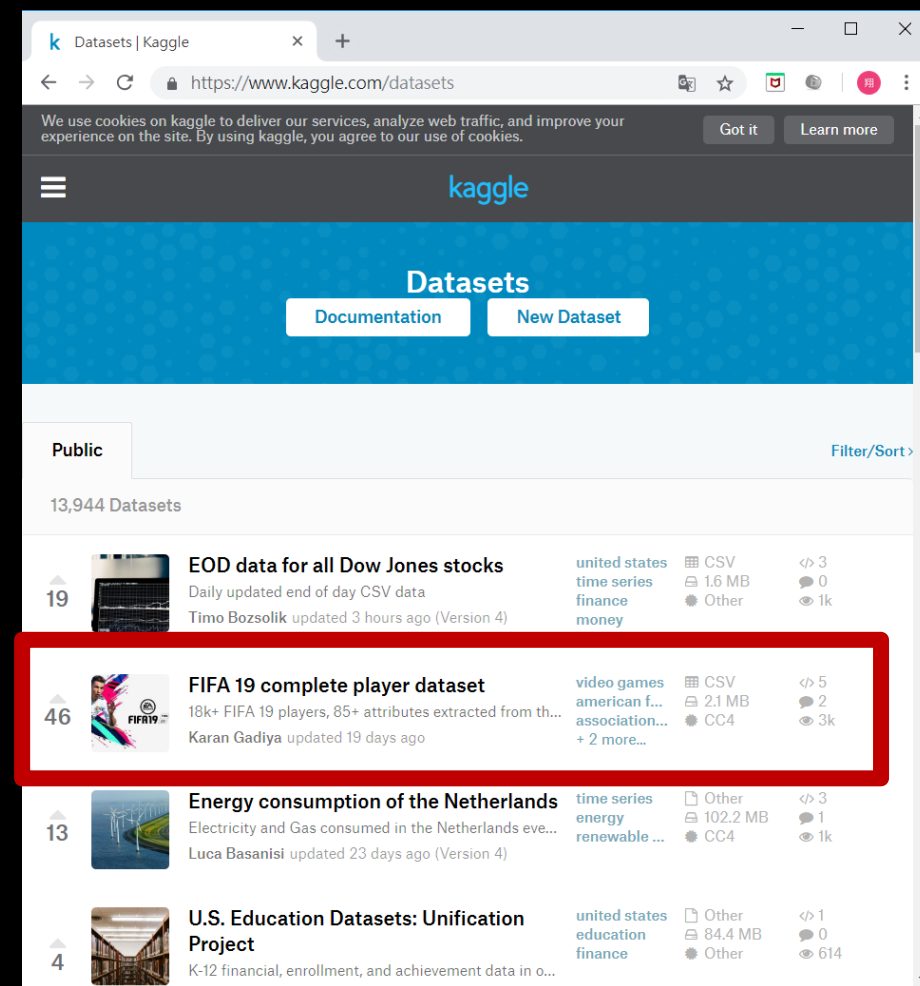 k Datasets | Kaggle
https://www.kaggle.com/datasets
翔
We use cookies on kaggle to deliver our services, analyze web traffic, and improve your
experience on the site. By using kaggle, you agree to our use of cookies.
Got it
Learn more
kaggle
Datasets
Documentation
New Dataset
Public
Filter/Sort
13,944 Datasets
19
EOD data for all Dow Jones stocks
Daily updated end of day CSV data
Timo Bozsolik updated 3 hours ago (Version 4)
united states
time series
finance
money
CSV
1.6 MB
Other
3
0
1k
46
FIFA19
FIFA 19 complete player dataset
18k+ FIFA 19 players, 85+ attributes extracted from th...
Karan Gadiya updated 19 days ago
video games
american f...
association...
+ 2 more...
CSV
2.1 MB
CC4
5
2
3k
13
Energy consumption of the Netherlands
Electricity and Gas consumed in the Netherlands eve...
Luca Basanisi updated 23 days ago (Version 4)
time series
energy
renewable ...
Other
102.2 MB
CC4
3
1
1k
4
U.S. Education Datasets: Unification
Project
K-12 financial, enrollment, and achievement data in o...
united states
education
finance
Other
84.4 MB
Other
1
0
614